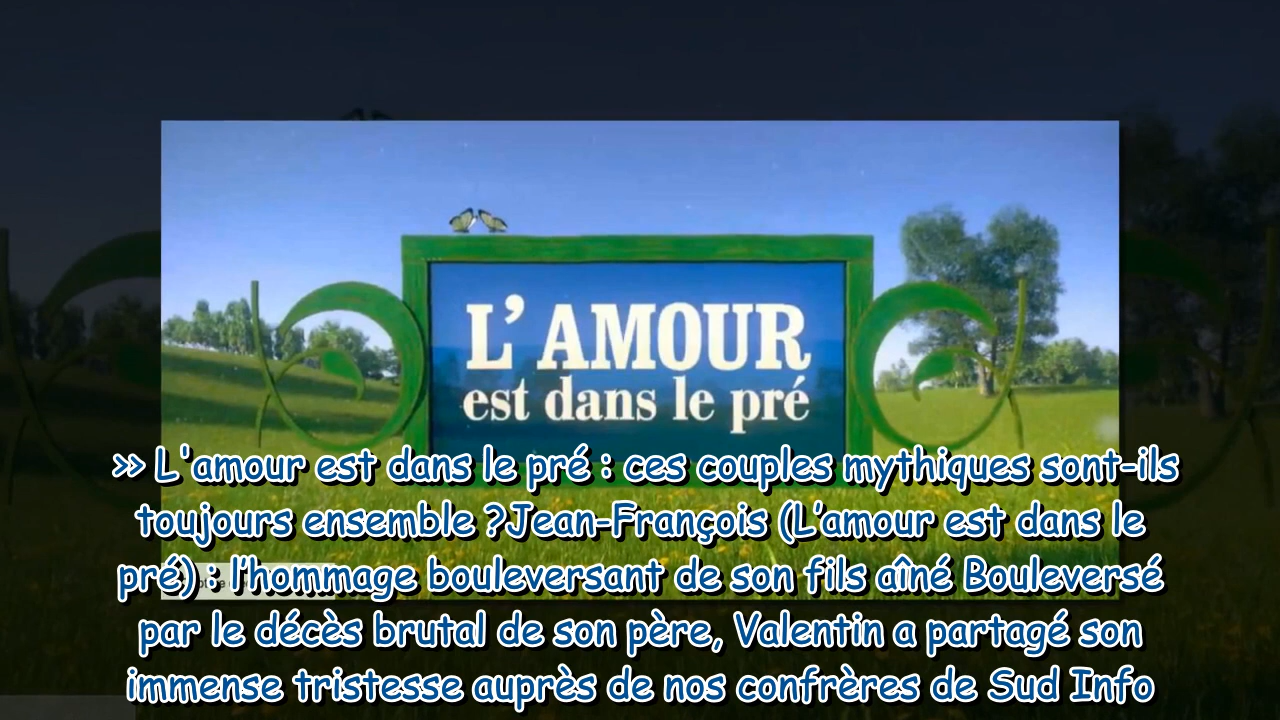 L’AMOUR
est dans le pré
>> L'amour est dans le pré : ces couples mythiques sont-ils
toujours ensemble ?Jean-François (L’amour est dans le
pré) : l’hommage bouleversant de son fils aîné Bouleversé
par le décès brutal de son père, Valentin a partagé son
immense tristesse auprès de nos confrères de Sud Info